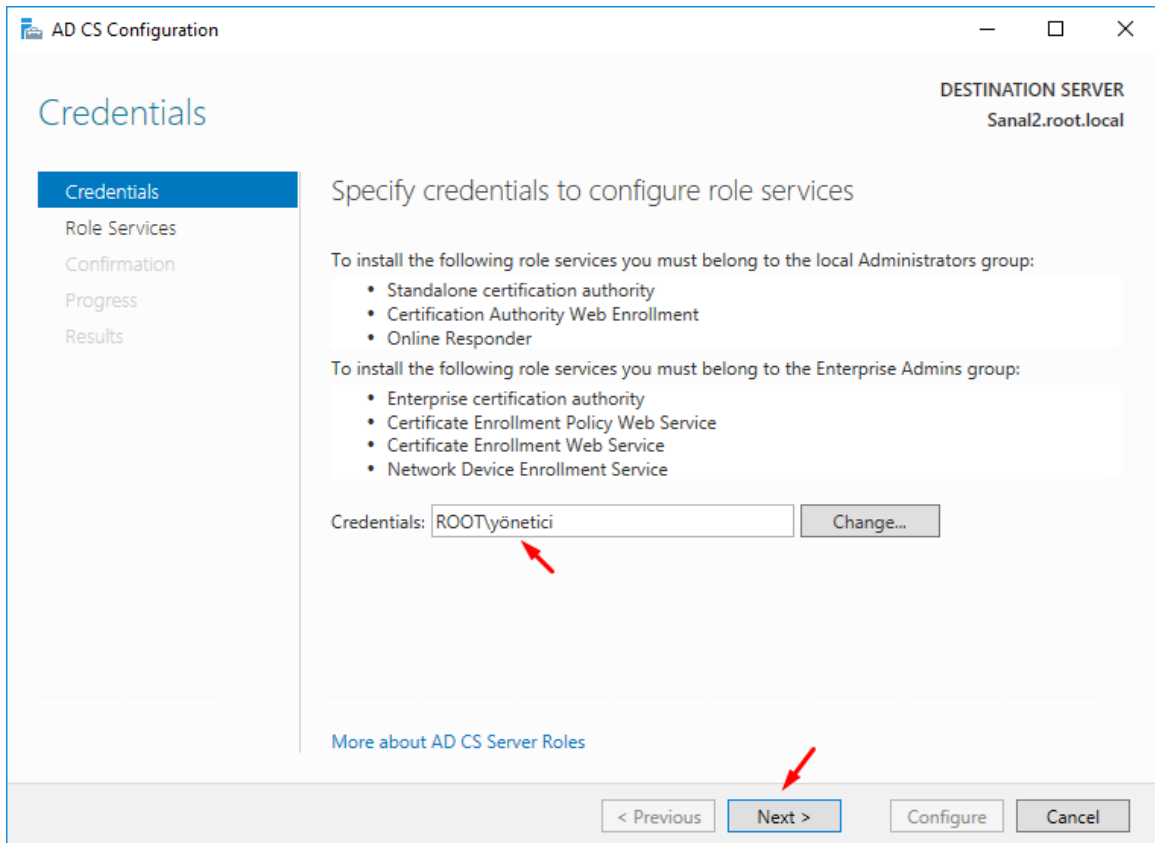 AD CS Configuration
DESTINATION SERVER
Sanal2.root.local
Credentials
Credentials
Role Services
Confirmation
Progress
Results
Specify credentials to configure role services
To install the following role services you must belong to the local Administrators group:
• Standalone certification authority
• Certification Authority Web Enrollment
• Online Responder
To install the following role services you must belong to the Enterprise Admins group:
• Enterprise certification authority
• Certificate Enrollment Policy Web Service
• Certificate Enrollment Web Service
• Network Device Enrollment Service
Credentials: ROOT\yönetici Change...
More about AD CS Server Roles
< Previous Next > Configure Cancel